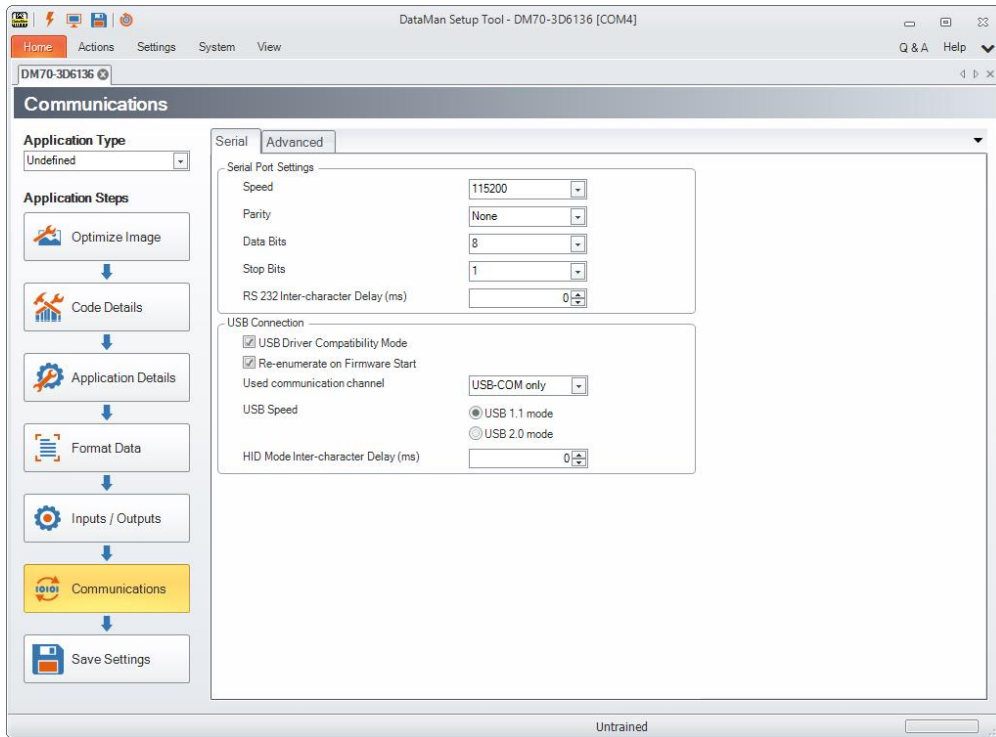 DataMan Setup Tool - DM70-3D6136 [COM4]
Home Actions Settings System View Q & A Help
DM70-3D6136
Communications
Application Type
Undefined
Application Steps
Optimize Image
Code Details
Application Details
Format Data
Inputs / Outputs
Communications
Save Settings
Serial Advanced
Serial Port Settings
Speed 115200
Parity None
Data Bits 8
Stop Bits 1
RS 232 Inter-character Delay (ms) 0
USB Connection
USB Driver Compatibility Mode
Re-enumerate on Firmware Start
Used communication channel USB-COM only
USB Speed USB 1.1 mode
USB 2.0 mode
HID Mode Inter-character Delay (ms) 0
Untrained